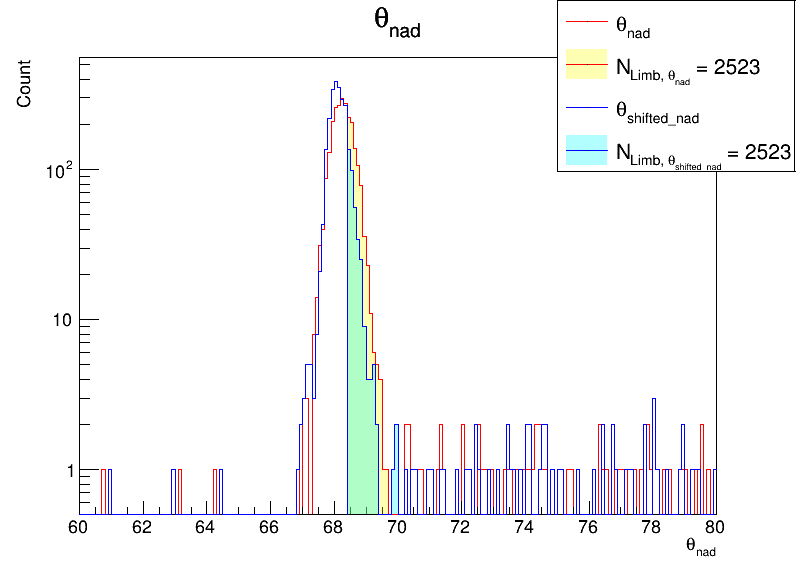 θnad
θnad
NLimb, θnad = 2523
θshifted_nad
NLimb, θshifted_nad = 2523
Count
10²
10
1
60 62 64 66 68 70 72 74 76 78 80
θnad